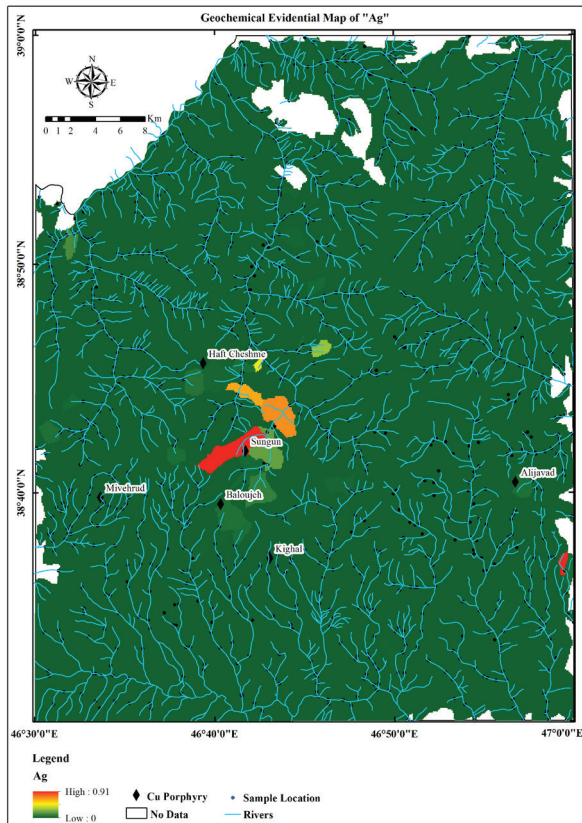 Geochemical Evidential Map of "Ag"
39°0'0"N
N
W E
S
Km
0 1 2 4 6 8
38°50'0"N
Haft Cheshme
Sungun
38°40'0"N
Mivehrud
Baloujeh
Alijavad
Kighal
46°30'0"E 46°40'0"E 46°50'0"E 47°0'0"E
Legend
Ag
High : 0.91
Low : 0
Cu Porphyry
Sample Location
No Data
Rivers